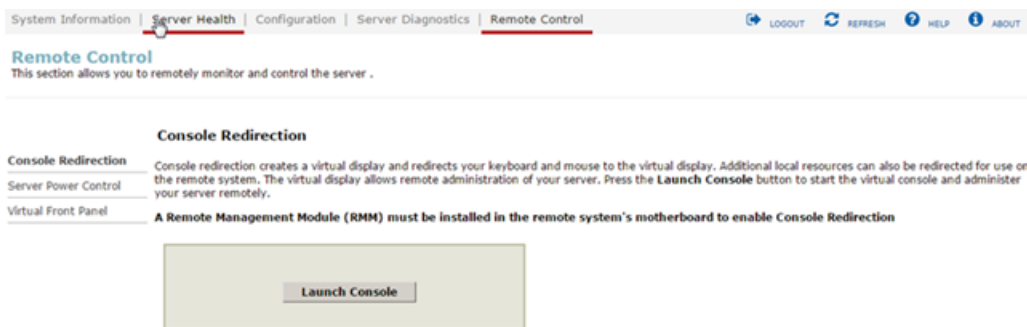 System Information | Server Health | Configuration | Server Diagnostics | Remote Control LOGOUT REFRESH HELP ABOUT
Remote Control
This section allows you to remotely monitor and control the server .
Console Redirection
Console Redirection
Server Power Control
Virtual Front Panel
Console redirection creates a virtual display and redirects your keyboard and mouse to the virtual display. Additional local resources can also be redirected for use on
the remote system. The virtual display allows remote administration of your server. Press the Launch Console button to start the virtual console and administer
your server remotely.
A Remote Management Module (RMM) must be installed in the remote system's motherboard to enable Console Redirection
Launch Console